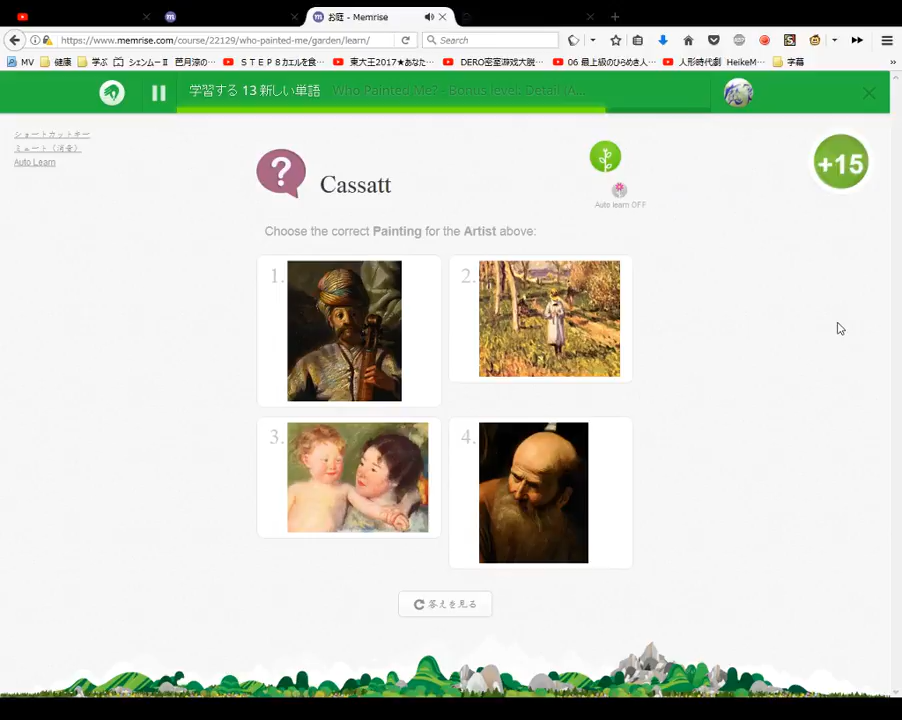 お庭 - Memrise
https://www.memrise.com/course/22129/who-painted-me/garden/learn/
Search
MV
健康
学ぶ
シェンムーⅡ
芭月涼の…
ＳＴＥＰ８カエルを食…
東大王2017★あなた…
DERO密室游戏大脱…
06 最上級のひらめき人…
人形時代劇
HeikeM…
字幕
学習する 13 新しい単語
Who Painted Me? - Bonus level: Detail (A...
ショートカットキー
ミュート（消音）
Auto Learn
?
Cassatt
+15
Auto learn OFF
Choose the correct Painting for the Artist above:
1.
2.
3.
4.
答えを見る